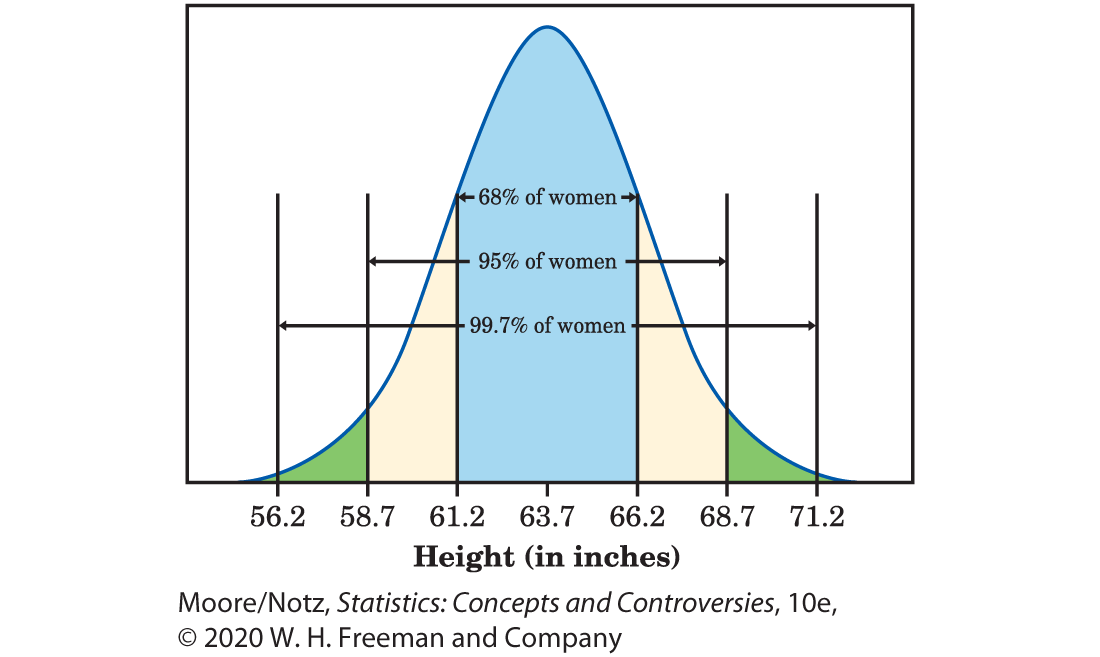 68% of women
95% of women
99.7% of women
56.2 58.7 61.2 63.7 66.2 68.7 71.2
Height (in inches)
Moore/Notz, Statistics: Concepts and Controversies, 10e,
© 2020 W. H. Freeman and Company